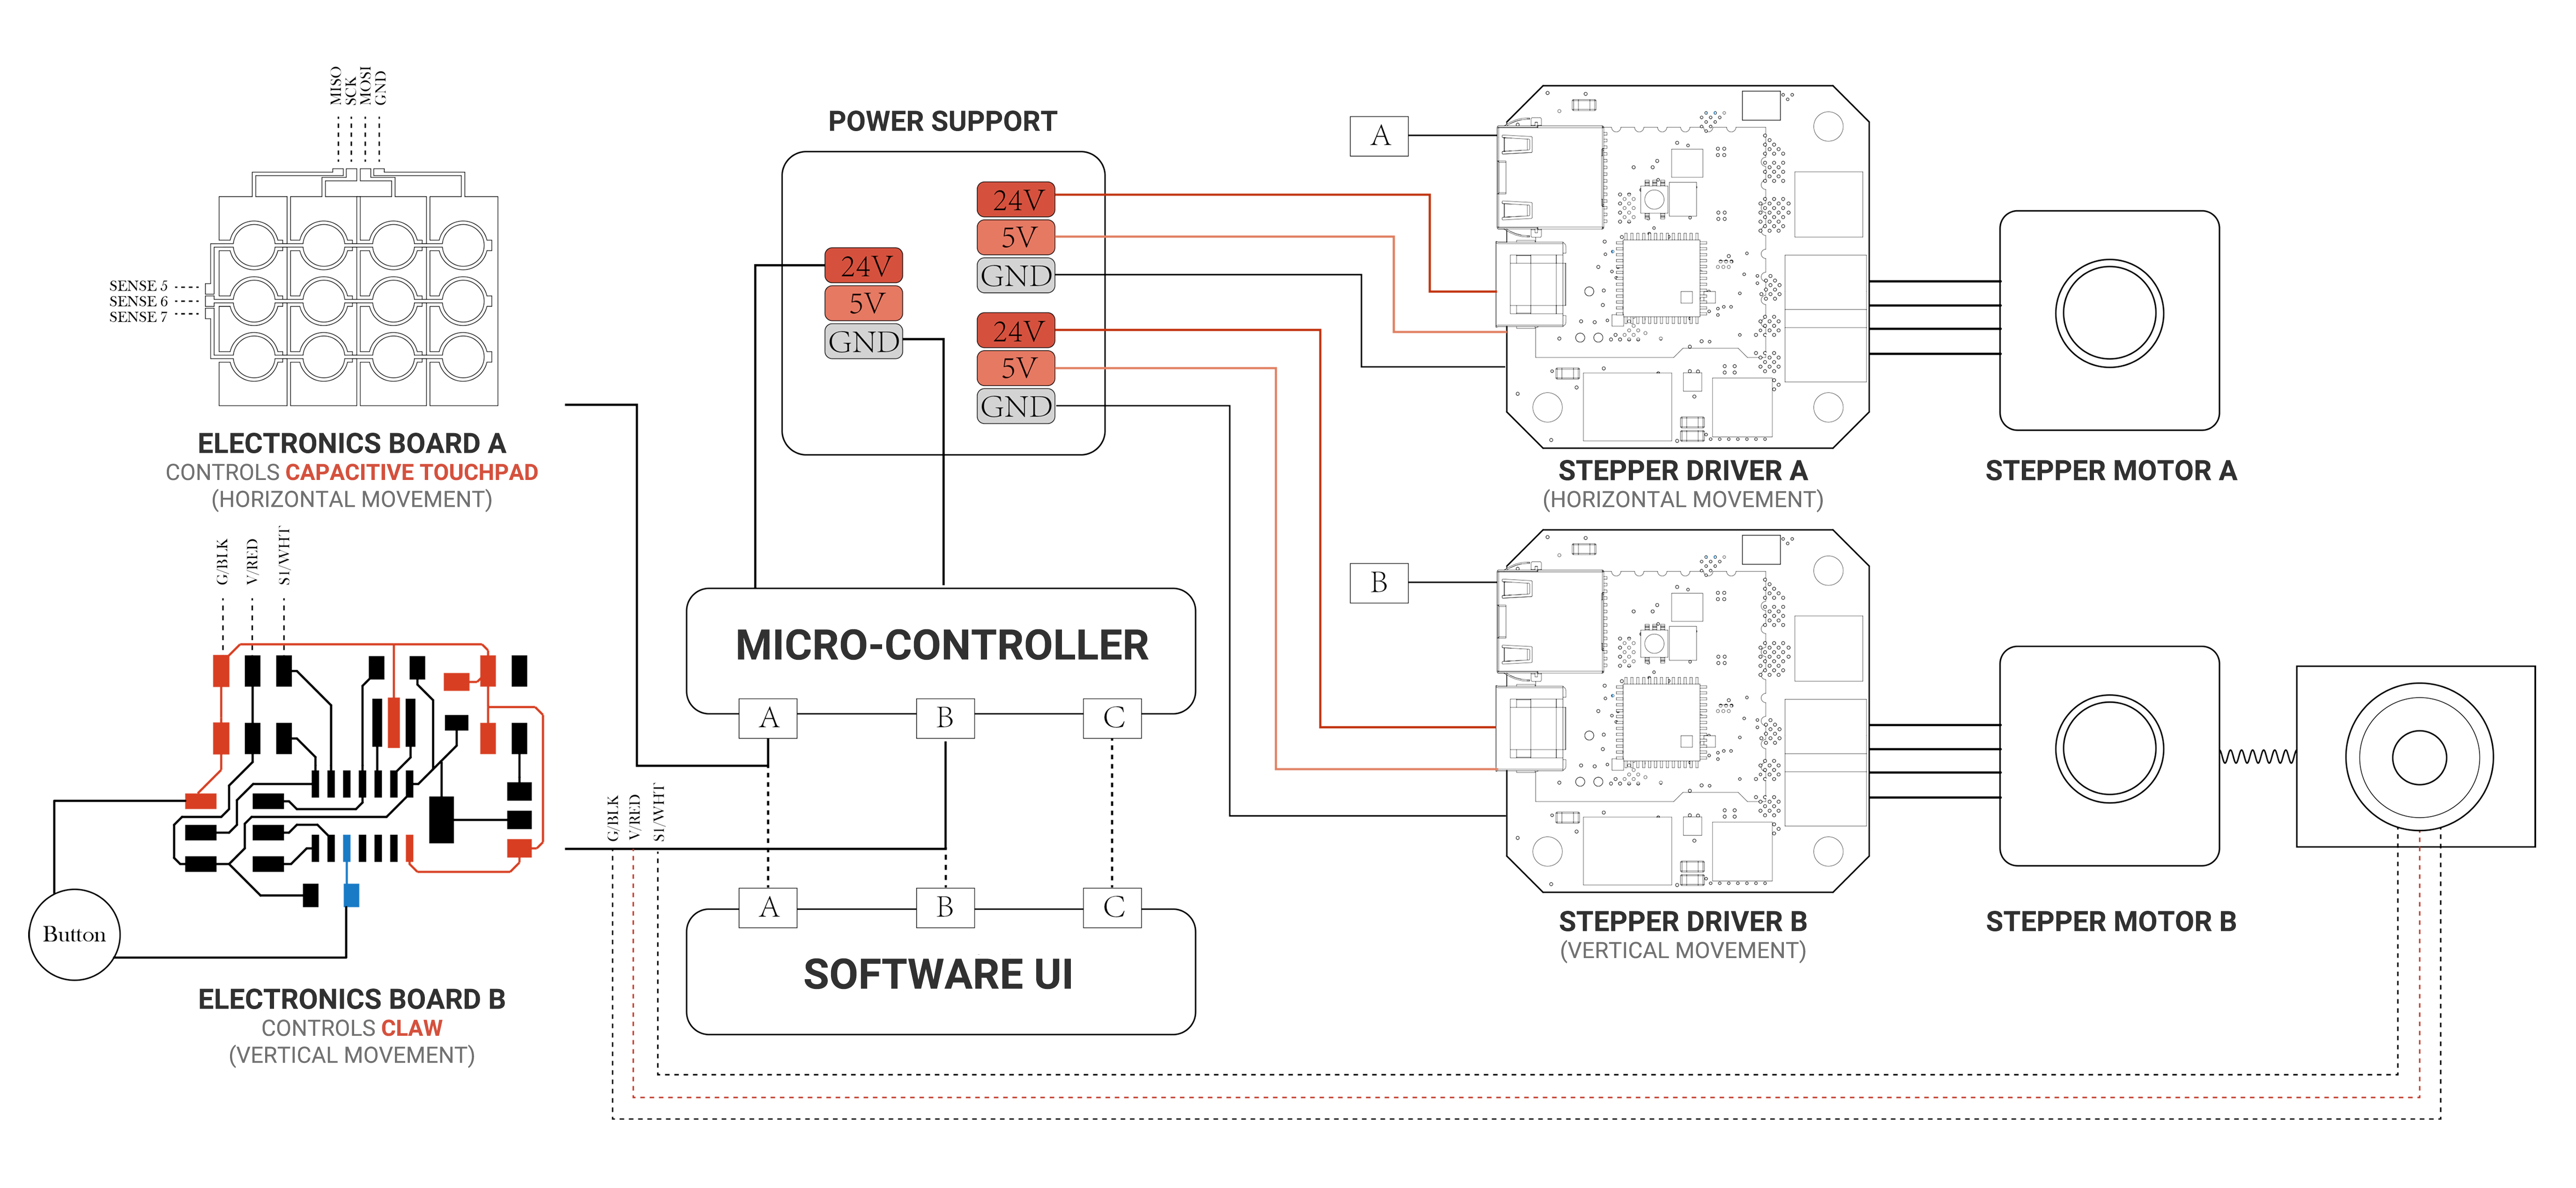 MISO
SCK
MOSI
GND
SENSE 5
SENSE 6
SENSE 7
ELECTRONICS BOARD A
CONTROLS CAPACITIVE TOUCHPAD
(HORIZONTAL MOVEMENT)
G/BLK
V/RED
S1/WHT
Button
ELECTRONICS BOARD B
CONTROLS CLAW
(VERTICAL MOVEMENT)
POWER SUPPORT
24V
5V
GND
24V
5V
GND
24V
5V
GND
MICRO-CONTROLLER
A
B
C
G/BLK
V/RED
S1/WHT
A
B
C
SOFTWARE UI
A
STEPPER DRIVER A
(HORIZONTAL MOVEMENT)
STEPPER MOTOR A
B
STEPPER DRIVER B
(VERTICAL MOVEMENT)
STEPPER MOTOR B